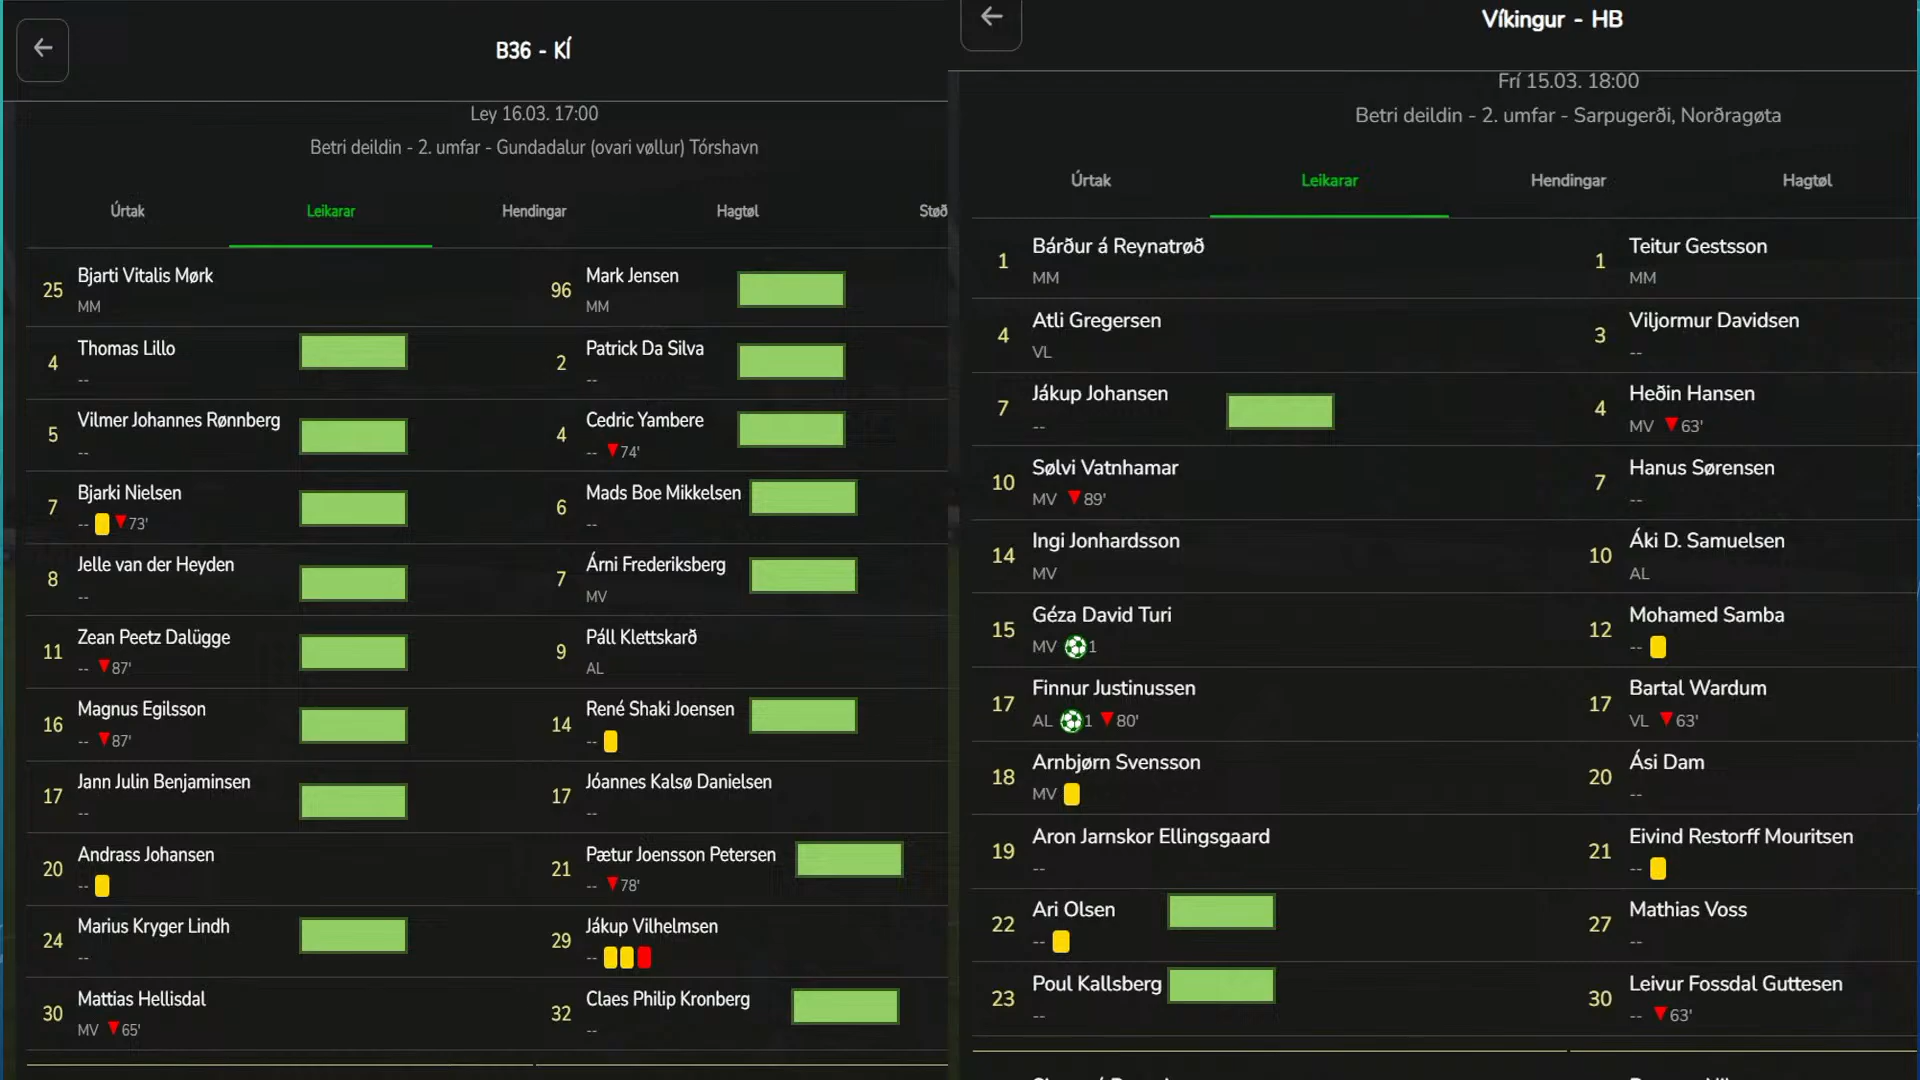 B36 - KÍ
Ley 16.03. 17:00
Betri deildin - 2. umfar - Gundadalur (ovari vøllur) Tórshavn
Úrtak Leikarar Hendingar Hagtøl Støð
25 Bjarti Vitalis Mørk
MM
96 Mark Jensen
MM
4 Thomas Lillo
--
2 Patrick Da Silva
--
5 Vilmer Johannes Rønnberg
--
4 Cedric Yambere
-- 74'
7 Bjarki Nielsen
-- 73'
6 Mads Boe Mikkelsen
--
8 Jelle van der Heyden
--
7 Árni Frederiksberg
MV
11 Zean Peetz Dalügge
-- 87'
9 Páll Klettskarð
AL
16 Magnus Egilsson
-- 87'
14 René Shaki Joensen
--
17 Jann Julin Benjaminsen
--
17 Jóannes Kalsø Danielsen
--
20 Andrass Johansen
--
21 Pætur Joensson Petersen
-- 78'
24 Marius Kryger Lindh
--
29 Jákup Vilhelmsen
--
30 Mattias Hellisdal
MV 65'
32 Claes Philip Kronberg
--
Víkingur - HB
Frí 15.03. 18:00
Betri deildin - 2. umfar - Sarpugerði, Norðragøta
Úrtak Leikarar Hendingar Hagtøl
1 Bárður á Reynatrøð
MM
1 Teitur Gestsson
MM
4 Atli Gregersen
VL
3 Viljormur Davidsen
--
7 Jákup Johansen
--
4 Heðin Hansen
MV 63'
10 Sølvi Vatnhamar
MV 89'
7 Hanus Sørensen
--
14 Ingi Jonhardsson
MV
10 Áki D. Samuelsen
AL
15 Géza David Turi
MV 1
12 Mohamed Samba
--
17 Finnur Justinussen
AL 1 80'
17 Bartal Wardum
VL 63'
18 Arnbjørn Svensson
MV
20 Ási Dam
--
19 Aron Jarnskor Ellingsgaard
--
21 Eivind Restorff Mouritsen
--
22 Ari Olsen
--
27 Mathias Voss
--
23 Poul Kallsberg
--
30 Leivur Fossdal Guttesen
-- 63'